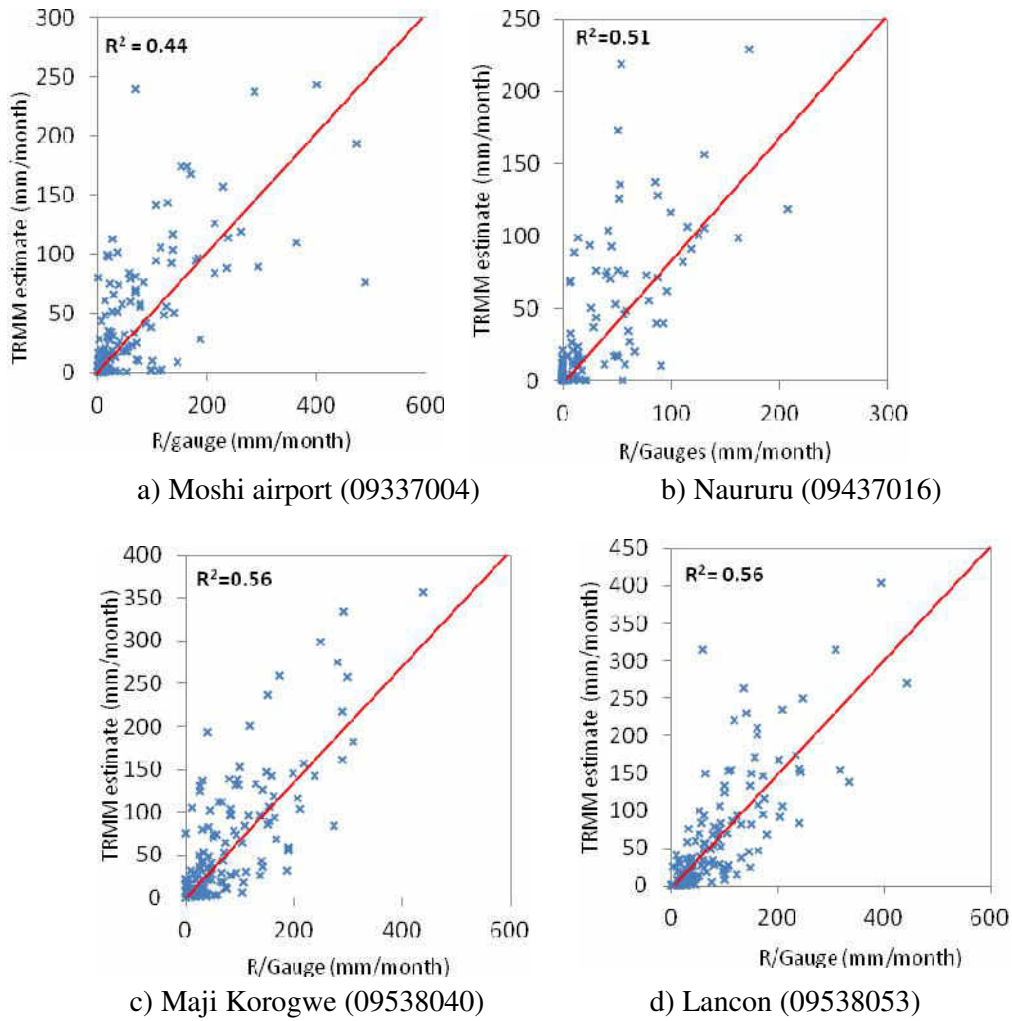 300
250
200
150
100
50
0
R² = 0.44
TRMM estimate (mm/month)
0 200 400 600
R/gauge (mm/month)
a) Moshi airport (09337004)
250
200
150
100
50
0
R²=0.51
TRMM estimate (mm/month)
0 100 200 300
R/Gauges (mm/month)
b) Naururu (09437016)
400
350
300
250
200
150
100
50
0
R²=0.56
TRMM estimate (mm/month)
0 200 400 600
R/Gauge (mm/month)
c) Maji Korogwe (09538040)
450
400
350
300
250
200
150
100
50
0
R²= 0.56
TRMM estimate (mm/month)
0 200 400 600
R/Gauge (mm/month)
d) Lancon (09538053)